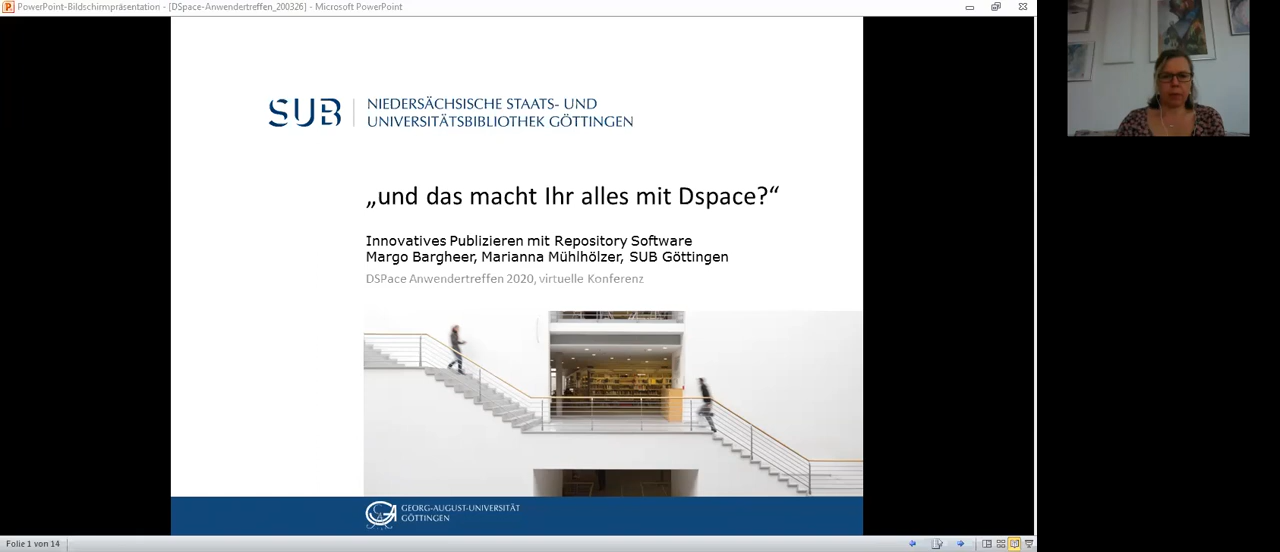 PowerPoint-Bildschirmpräsentation - [DSpace-Anwendertreffen_200326] - Microsoft PowerPoint
SUB
NIEDERSÄCHSISCHE STAATS- UND
UNIVERSITÄTSBIBLIOTHEK GÖTTINGEN
„und das macht Ihr alles mit Dspace?“
Innovatives Publizieren mit Repository Software
Margo Bargheer, Marianna Mühlhölzer, SUB Göttingen
DSPace Anwendertreffen 2020, virtuelle Konferenz
GEORG-AUGUST-UNIVERSITÄT
GÖTTINGEN
Folie 1 von 14